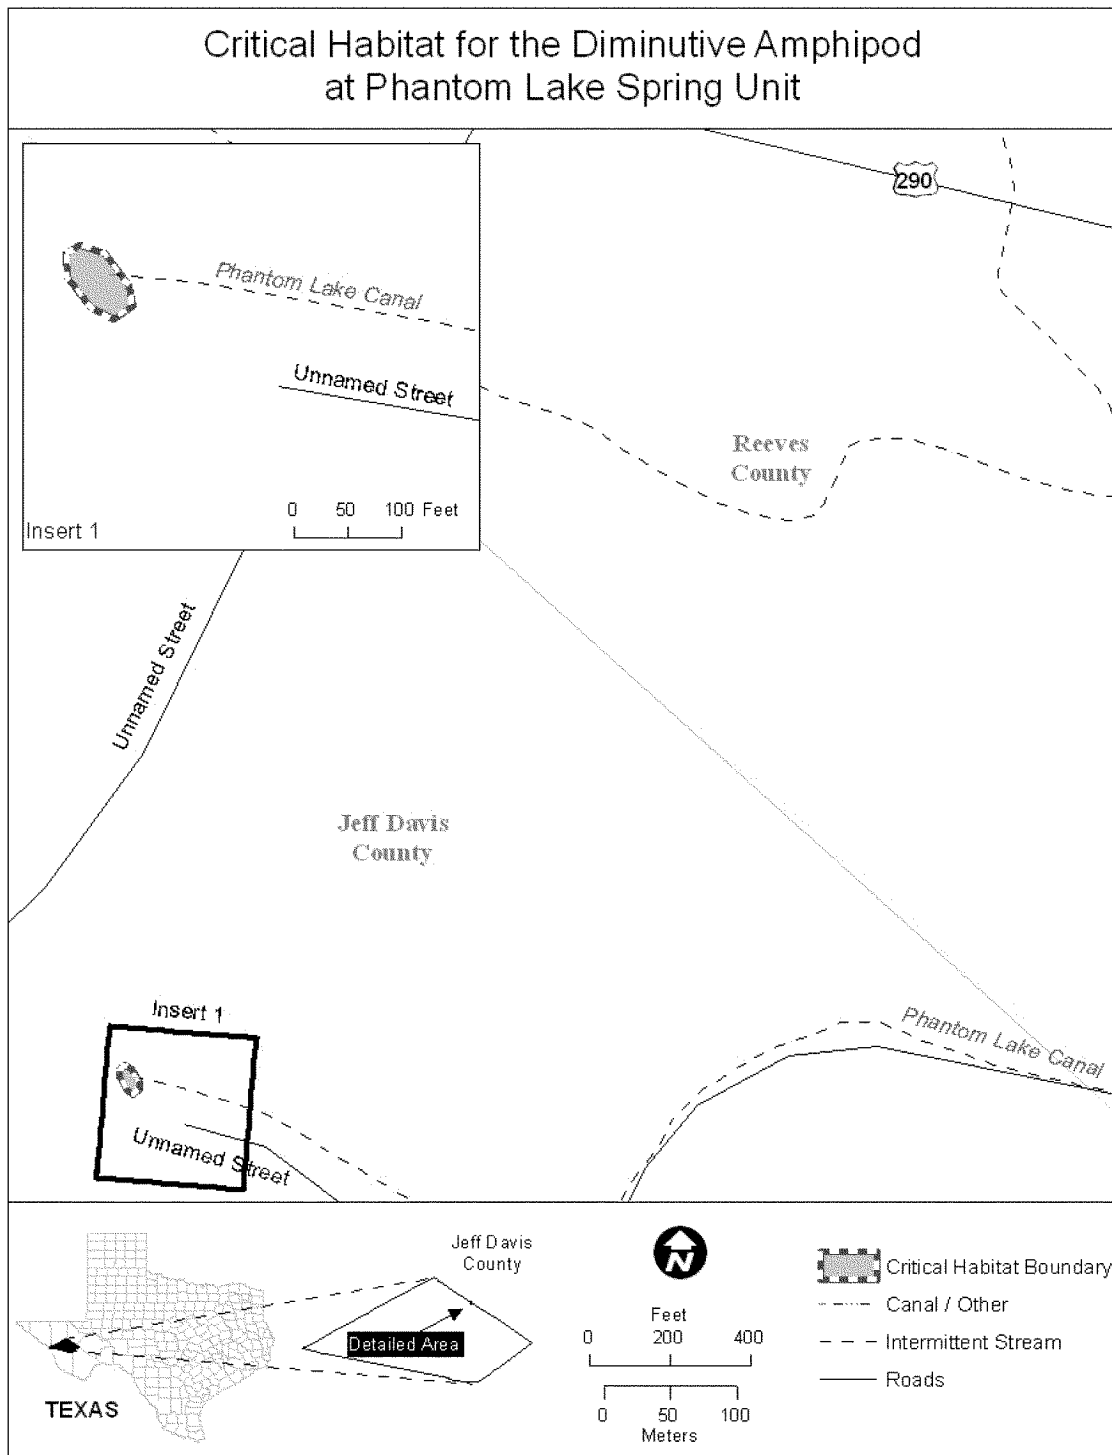 Critical Habitat for the Diminutive Amphipod
at Phantom Lake Spring Unit
290
Phantom Lake Canal
Unnamed Street
0 50 100 Feet
Insert 1
Reeves
County
Unnamed Street
Jeff Davis
County
Insert 1
Unnamed Street
Phantom Lake Canal
Jeff Davis
County
Detailed Area
TEXAS
N
Feet
0 200 400
0 50 100
Meters
Critical Habitat Boundary
Canal / Other
Intermittent Stream
Roads